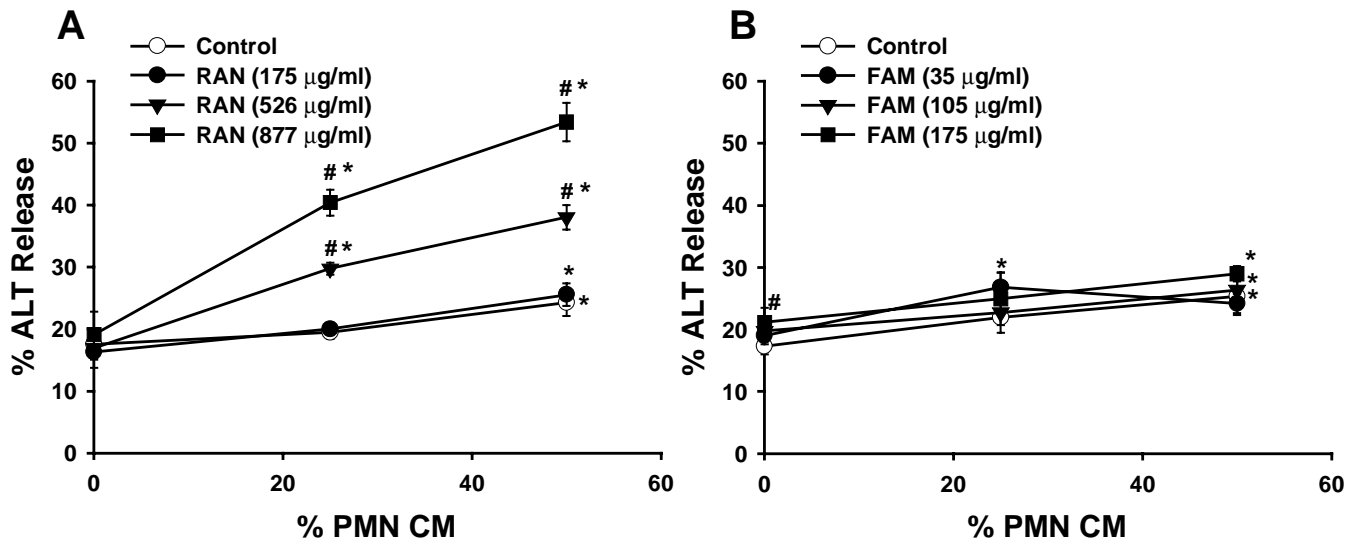 A
Control
RAN (175 μg/ml)
RAN (526 μg/ml)
RAN (877 μg/ml)
% ALT Release
60
50
40
30
20
10
0
# *
# *
# *
# *
*
*
0
20
40
60
% PMN CM
B
Control
FAM (35 μg/ml)
FAM (105 μg/ml)
FAM (175 μg/ml)
% ALT Release
60
50
40
30
20
10
0
#
*
*
*
*
0
20
40
60
% PMN CM